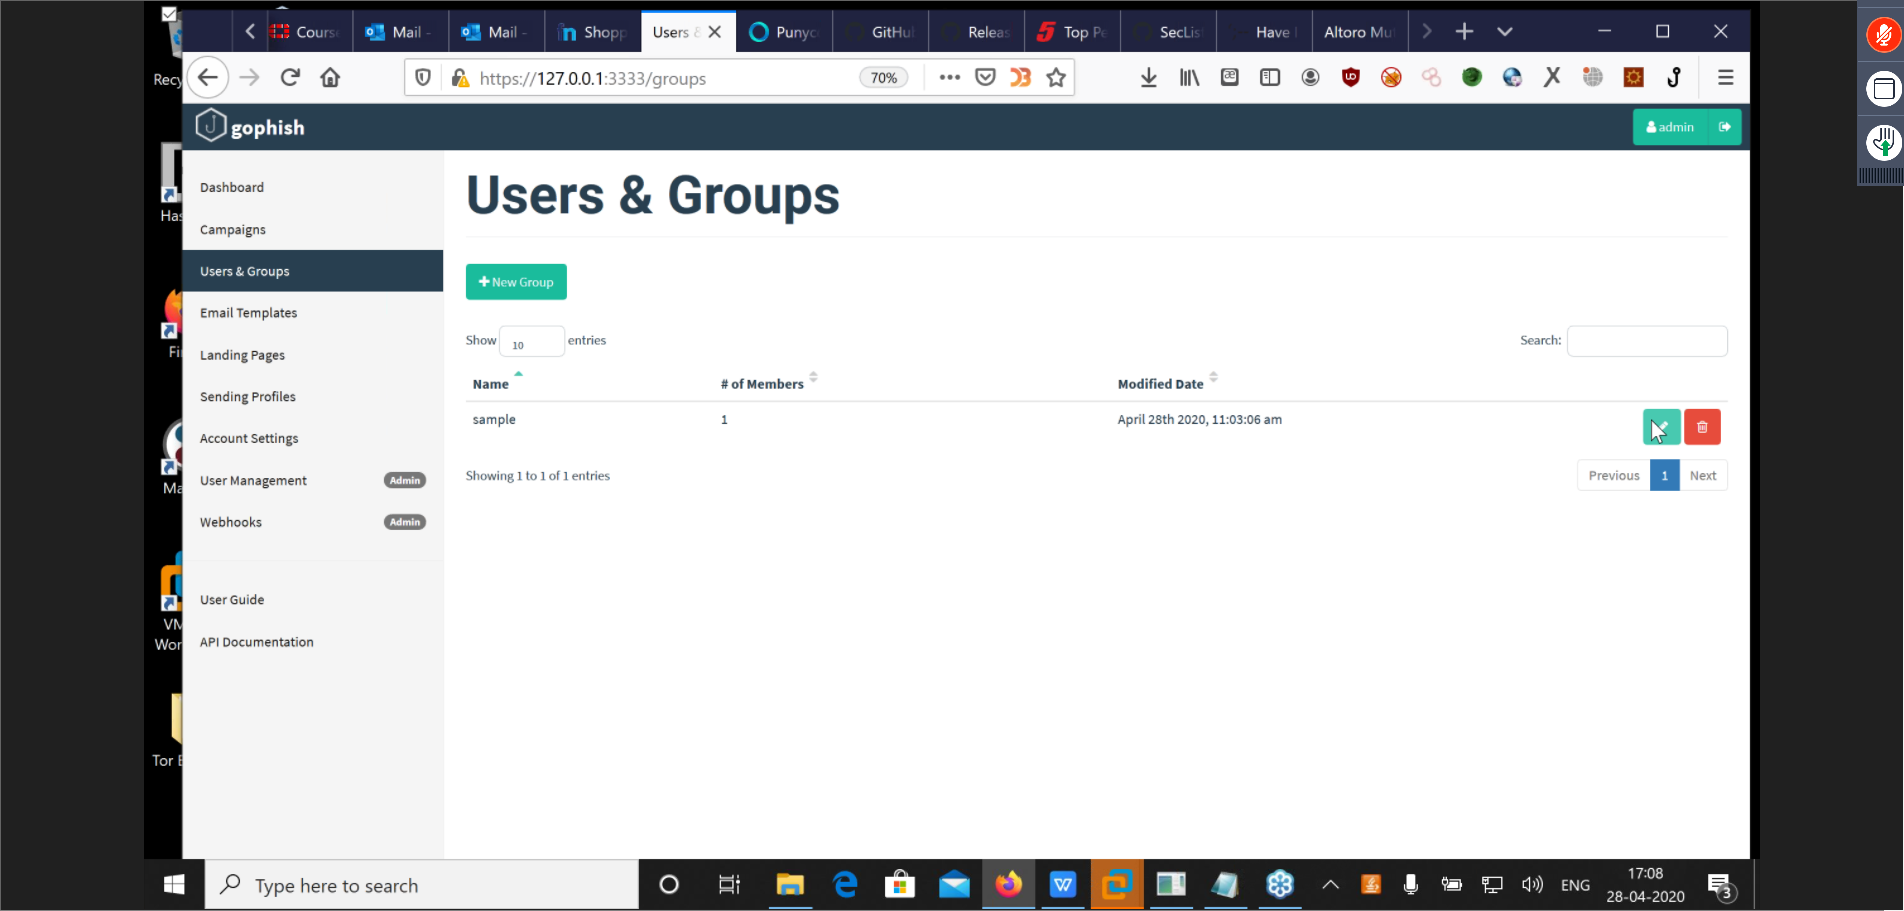 Recy
Course
Mail -
Mail -
Shopp
Users &
Punyc
GitHub
Releas
Top Pe
SecLis
Have
Altoro Mut
https://127.0.0.1:3333/groups
70%
gophish
admin
Dashboard
Campaigns
Users & Groups
Email Templates
Landing Pages
Sending Profiles
Account Settings
User Management Admin
Webhooks Admin
User Guide
API Documentation
Users & Groups
New Group
Show 10 entries
Search:
Name # of Members Modified Date
sample 1 April 28th 2020, 11:03:06 am
Showing 1 to 1 of 1 entries
Previous 1 Next
Has
Fi
Ma
VM
Wor
Tor B
Type here to search
ENG
17:08
28-04-2020
3